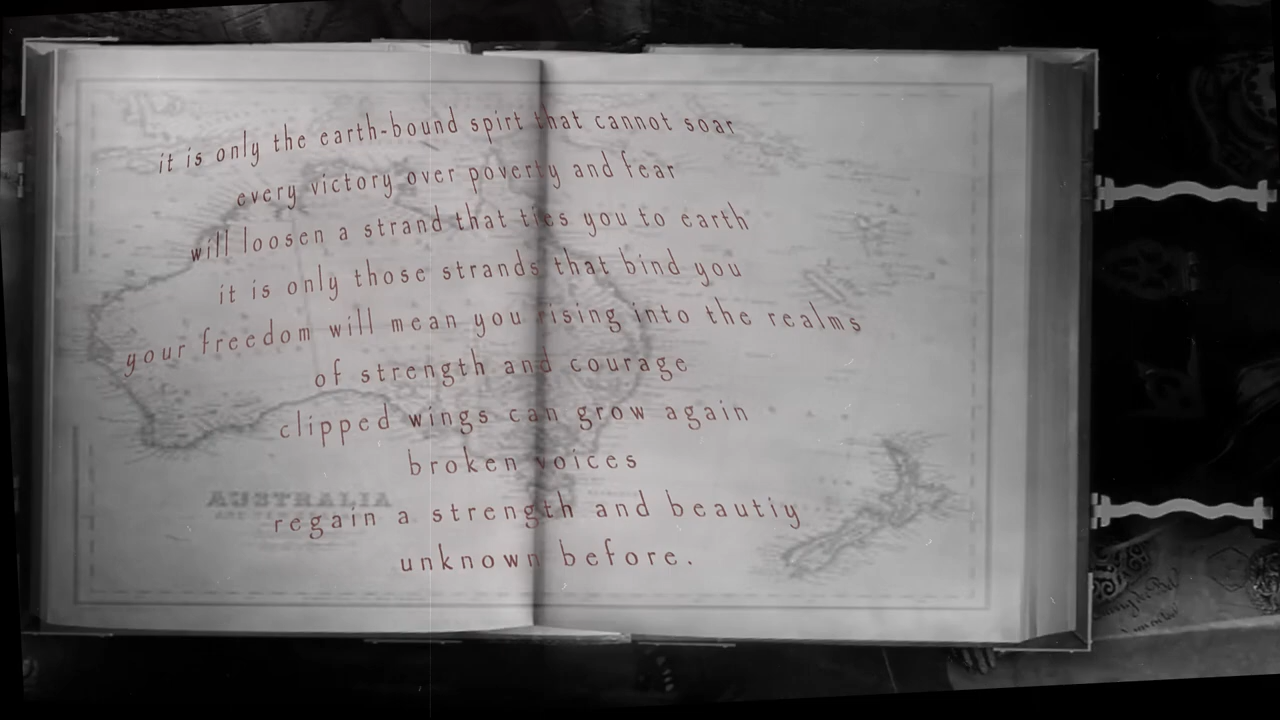 it is only the earth-bound spirt that cannot soar
every victory over poverty and fear
will loosen a strand that ties you to earth
it is only those strands that bind you
your freedom will mean you rising into the realms
of strength and courage
clipped wings can grow again
broken voices
AUSTRALIA
regain a strength and beautiy
unknown before.